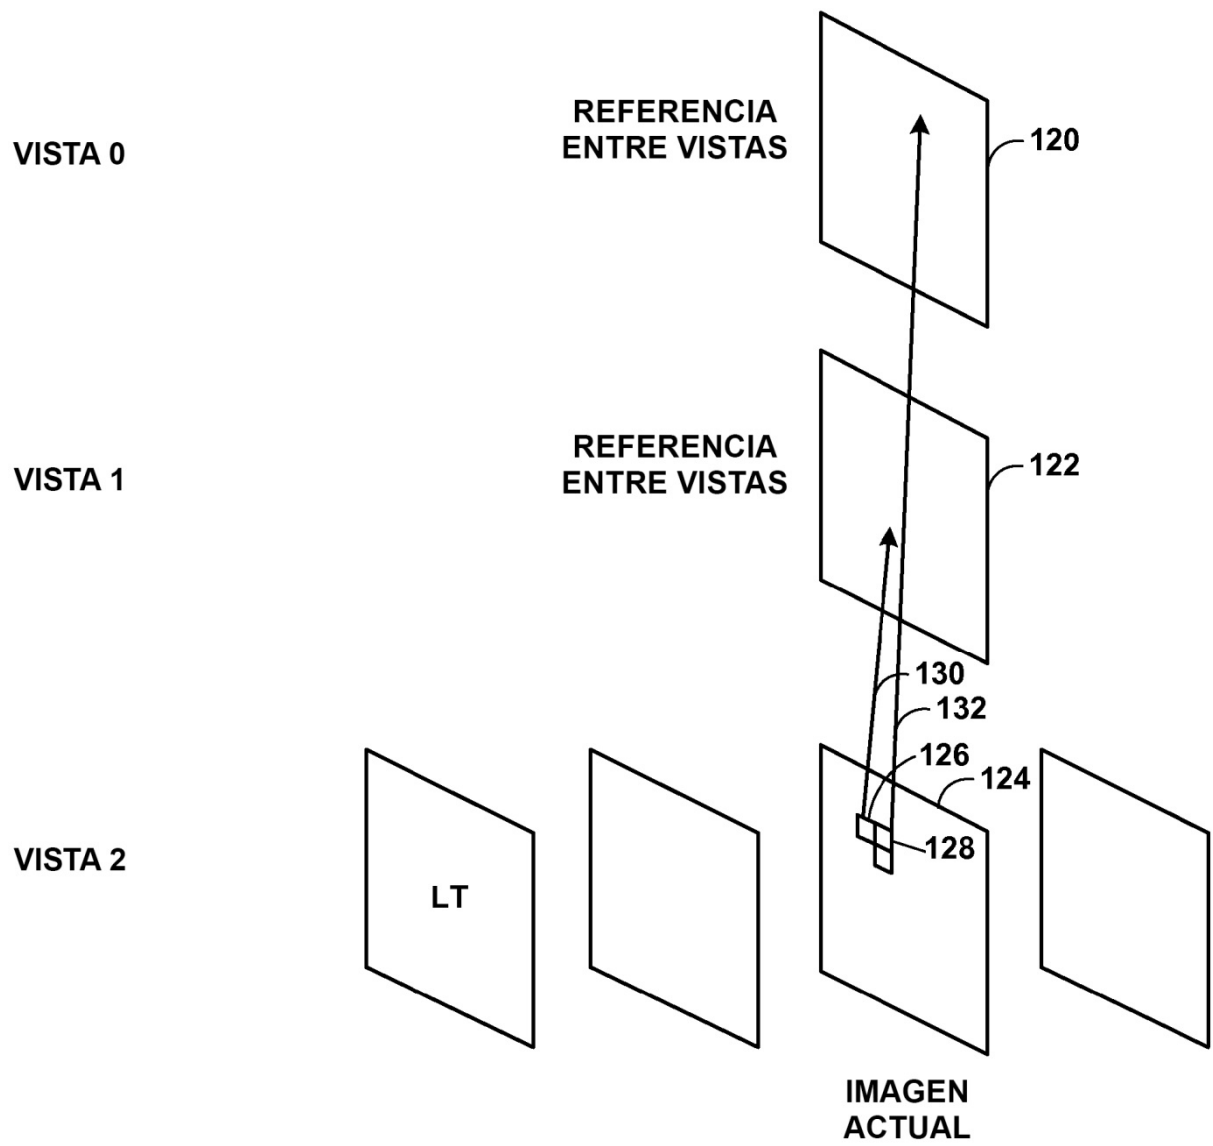 REFERENCIA
ENTRE VISTAS
VISTA 0
120
REFERENCIA
ENTRE VISTAS
VISTA 1
122
130
132
126
124
128
VISTA 2
LT
IMAGEN
ACTUAL